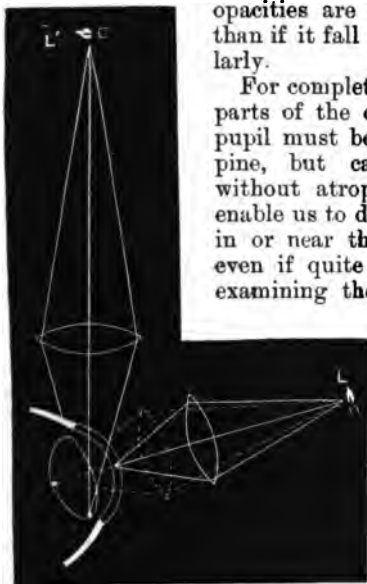 L'
opacities are
than if it fall
larly.
For complet
parts of the
pupil must be
pine, but ca
without atrop
enable us to d
in or near th
even if quite
examining the
L